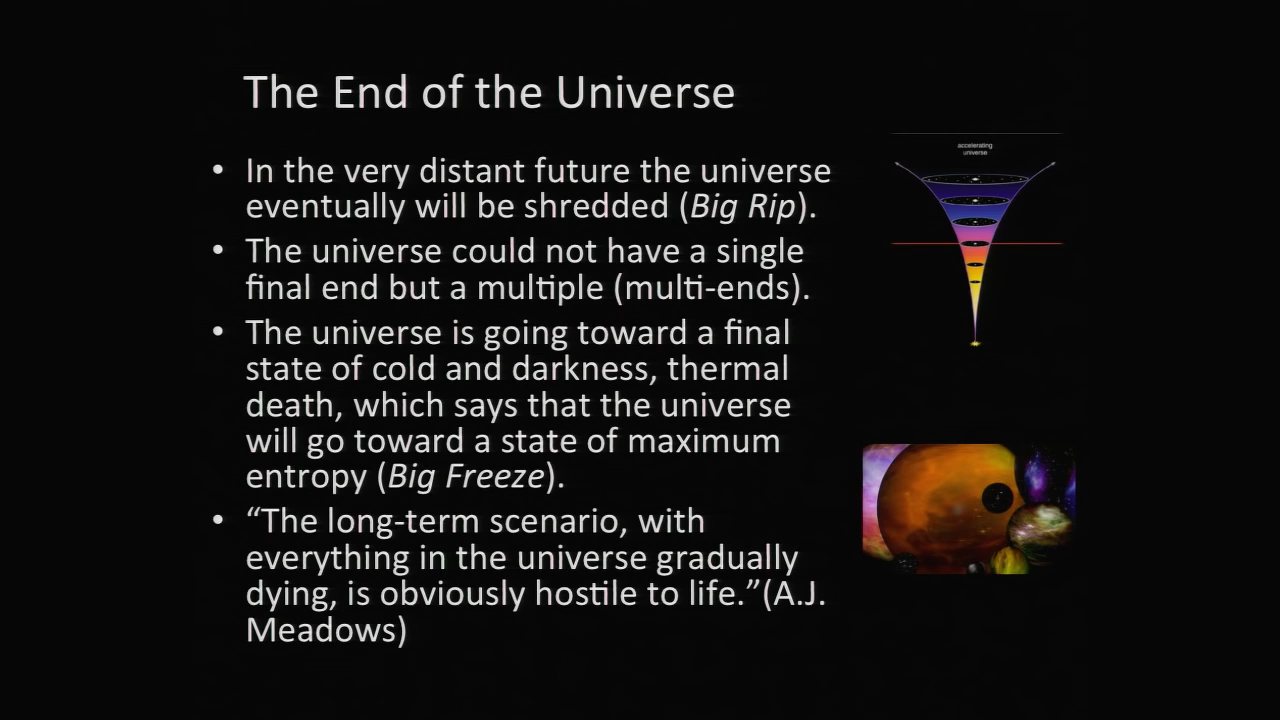 The End of the Universe
• In the very distant future the universe
eventually will be shredded (Big Rip).
• The universe could not have a single
final end but a multiple (multi-ends).
• The universe is going toward a final
state of cold and darkness, thermal
death, which says that the universe
will go toward a state of maximum
entropy (Big Freeze).
• “The long-term scenario, with
everything in the universe gradually
dying, is obviously hostile to life.”(A.J.
Meadows)
accelerating
universe